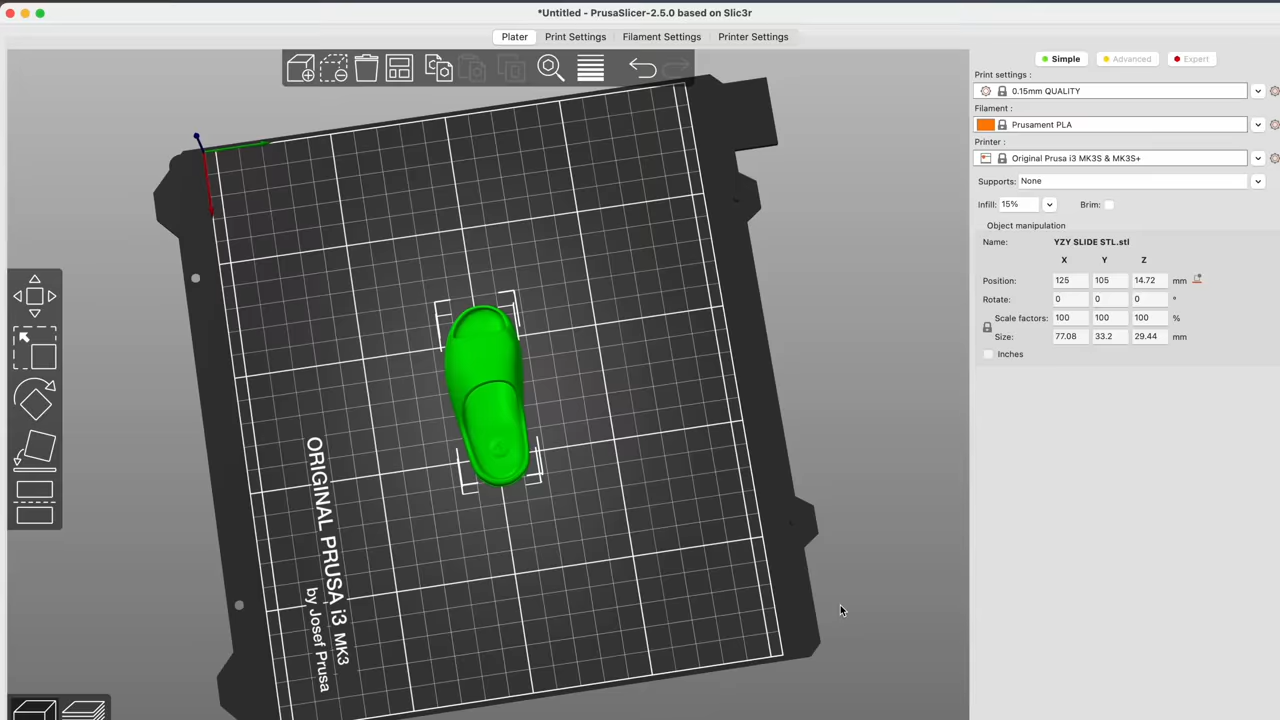 *Untitled - PrusaSlicer-2.5.0 based on Slic3r
Plater Print Settings Filament Settings Printer Settings
Simple Advanced Expert
Print settings :
0.15mm QUALITY
Filament :
Prusament PLA
Printer :
Original Prusa i3 MK3S & MK3S+
Supports: None
Infill: 15% Brim:
Object manipulation
Name: YZY SLIDE STL.stl
X Y Z
Position: 125 105 14.72 mm
Rotate: 0 0 0 °
Scale factors: 100 100 100 %
Size: 77.08 33.2 29.44 mm
Inches
ORIGINAL PRUSA i3 MK3
by Josef Prusa